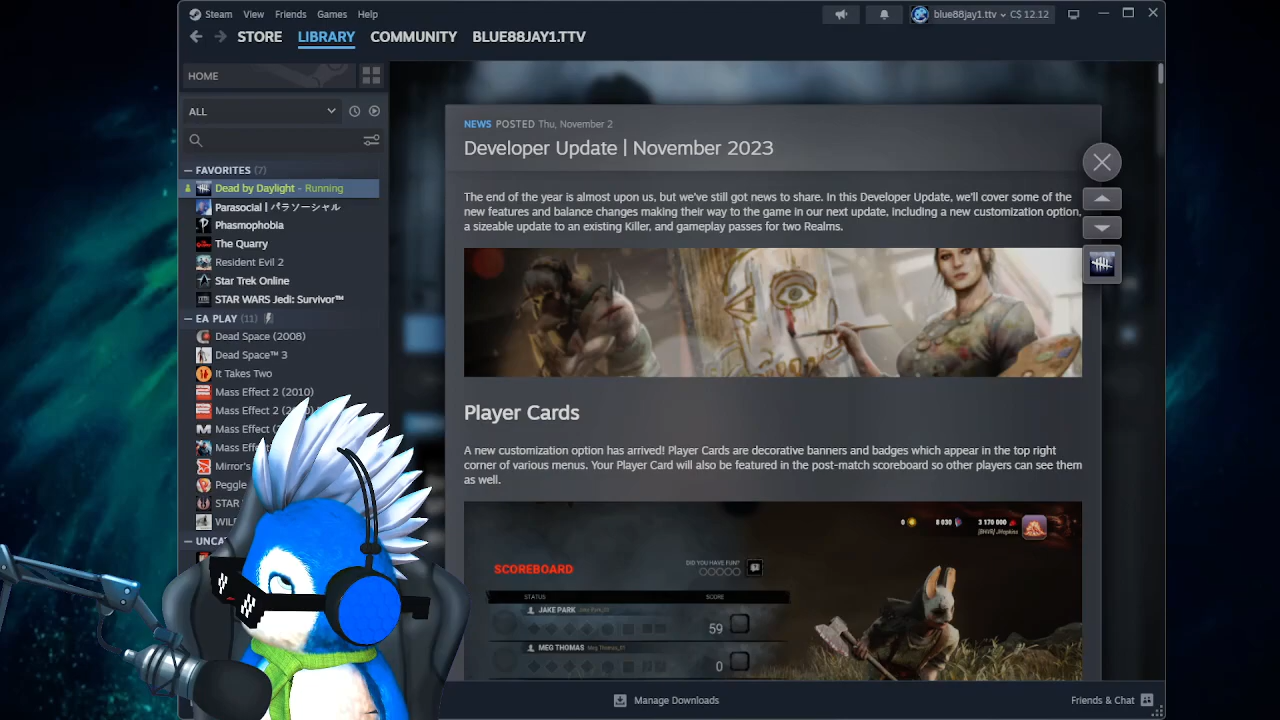 Steam View Friends Games Help
blue88jay1.ttv C$ 12.12
STORE LIBRARY COMMUNITY BLUE88JAY1.TTV
HOME
ALL
— FAVORITES (7)
Dead by Daylight - Running
Parasocial | パラソーシャル
Phasmophobia
The Quarry
Resident Evil 2
Star Trek Online
STAR WARS Jedi: Survivor™
— EA PLAY (11)
Dead Space (2008)
Dead Space™ 3
It Takes Two
Mass Effect 2 (2010)
Mass Effect 2
Mass Effect
Mass
Mirror's
Peggle
STAR
— UNCA
NEWS POSTED Thu, November 2
Developer Update | November 2023
The end of the year is almost upon us, but we've still got news to share. In this Developer Update, we'll cover some of the
new features and balance changes making their way to the game in our next update, including a new customization option,
a sizeable update to an existing Killer, and gameplay passes for two Realms.
Player Cards
A new customization option has arrived! Player Cards are decorative banners and badges which appear in the top right
corner of various menus. Your Player Card will also be featured in the post-match scoreboard so other players can see them
as well.
0 8 030 3 170 000
SCOREBOARD
DID YOU HAVE FUN?
STATUS SCORE
JAKE PARK
59
MEG THOMAS Meg Thomas_01
0
Manage Downloads
Friends & Chat